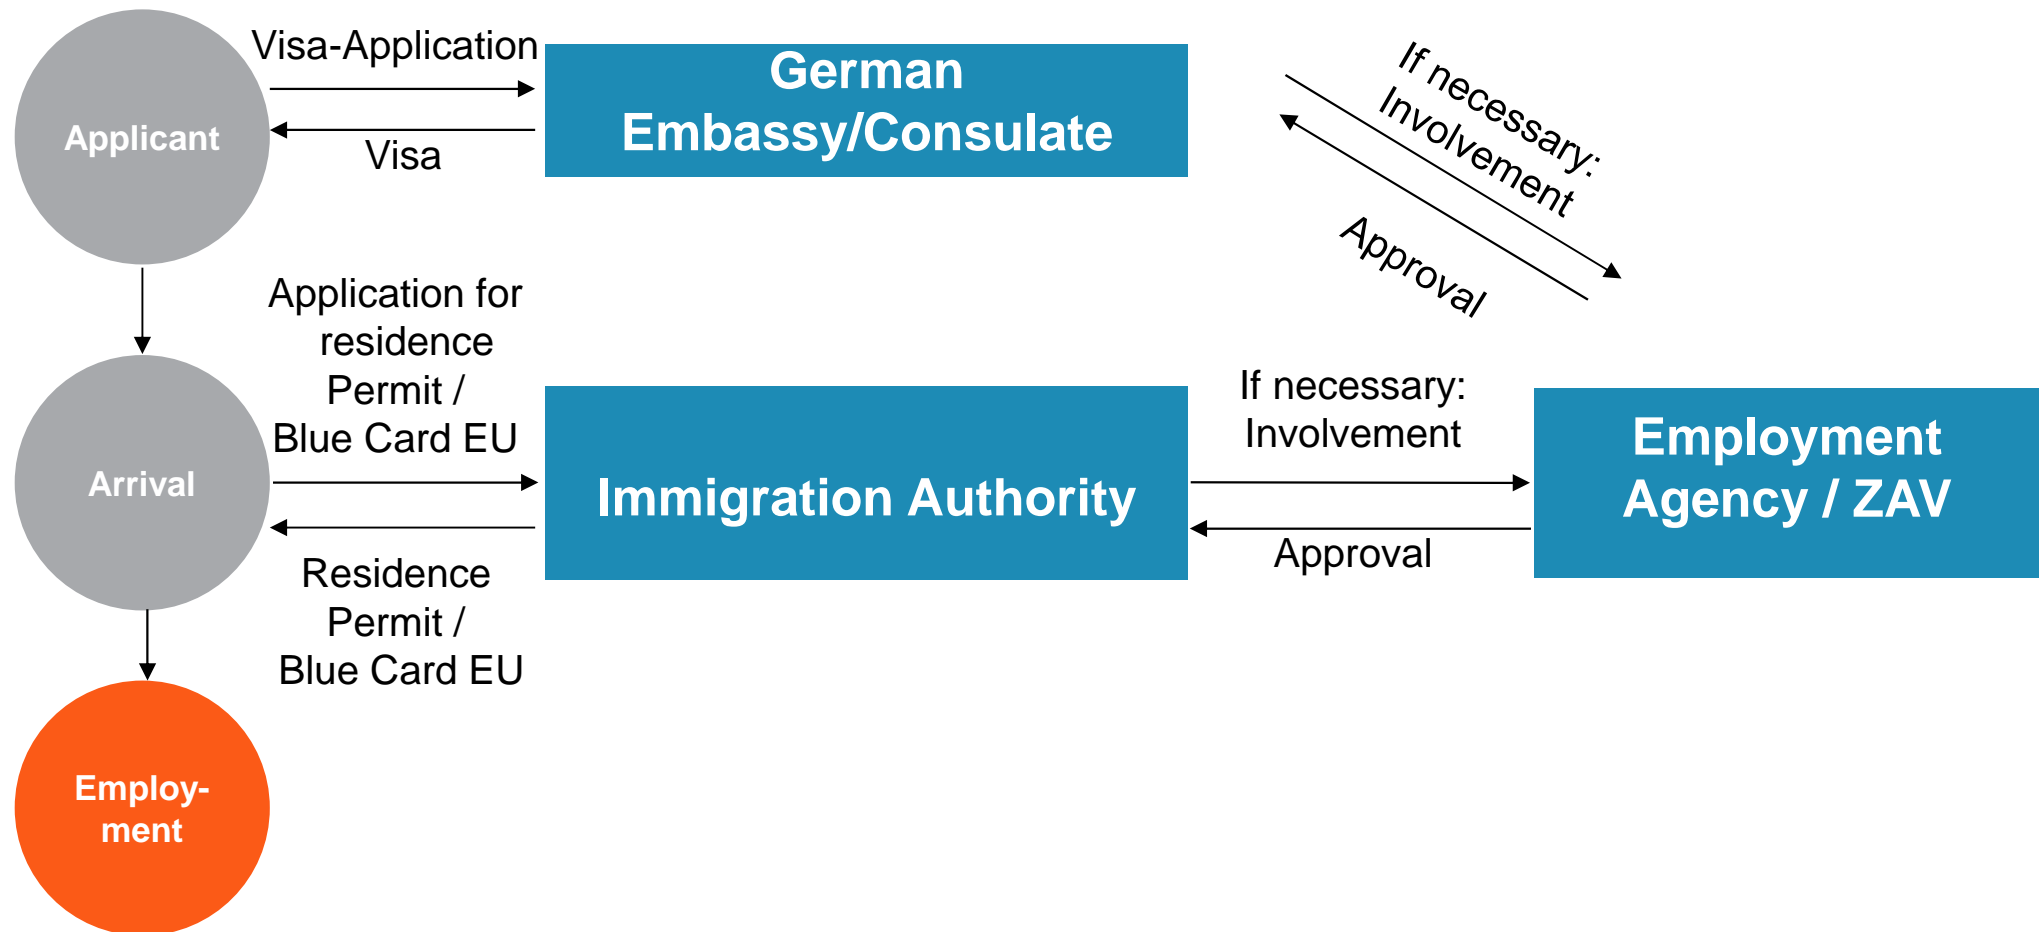 Applicant
Visa-Application
Visa
German
Embassy/Consulate
If necessary:
Involvement
Approval
Arrival
Application for
residence
Permit /
Blue Card EU
Residence
Permit /
Blue Card EU
Immigration Authority
If necessary:
Involvement
Approval
Employment
Agency / ZAV
Employ-
ment